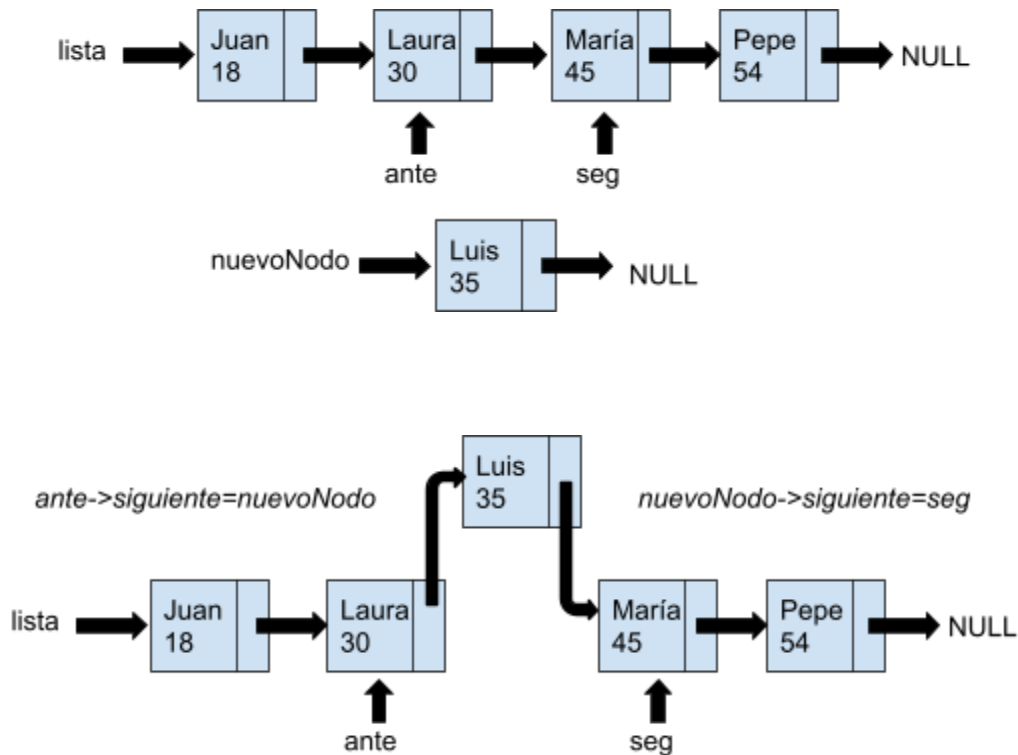 lista
Juan
18
Laura
30
María
45
Pepe
54
NULL
ante
seg
nuevoNodo
Luis
35
NULL
ante->siguiente=nuevoNodo
Luis
35
nuevoNodo->siguiente=seg
lista
Juan
18
Laura
30
María
45
Pepe
54
NULL
ante
seg